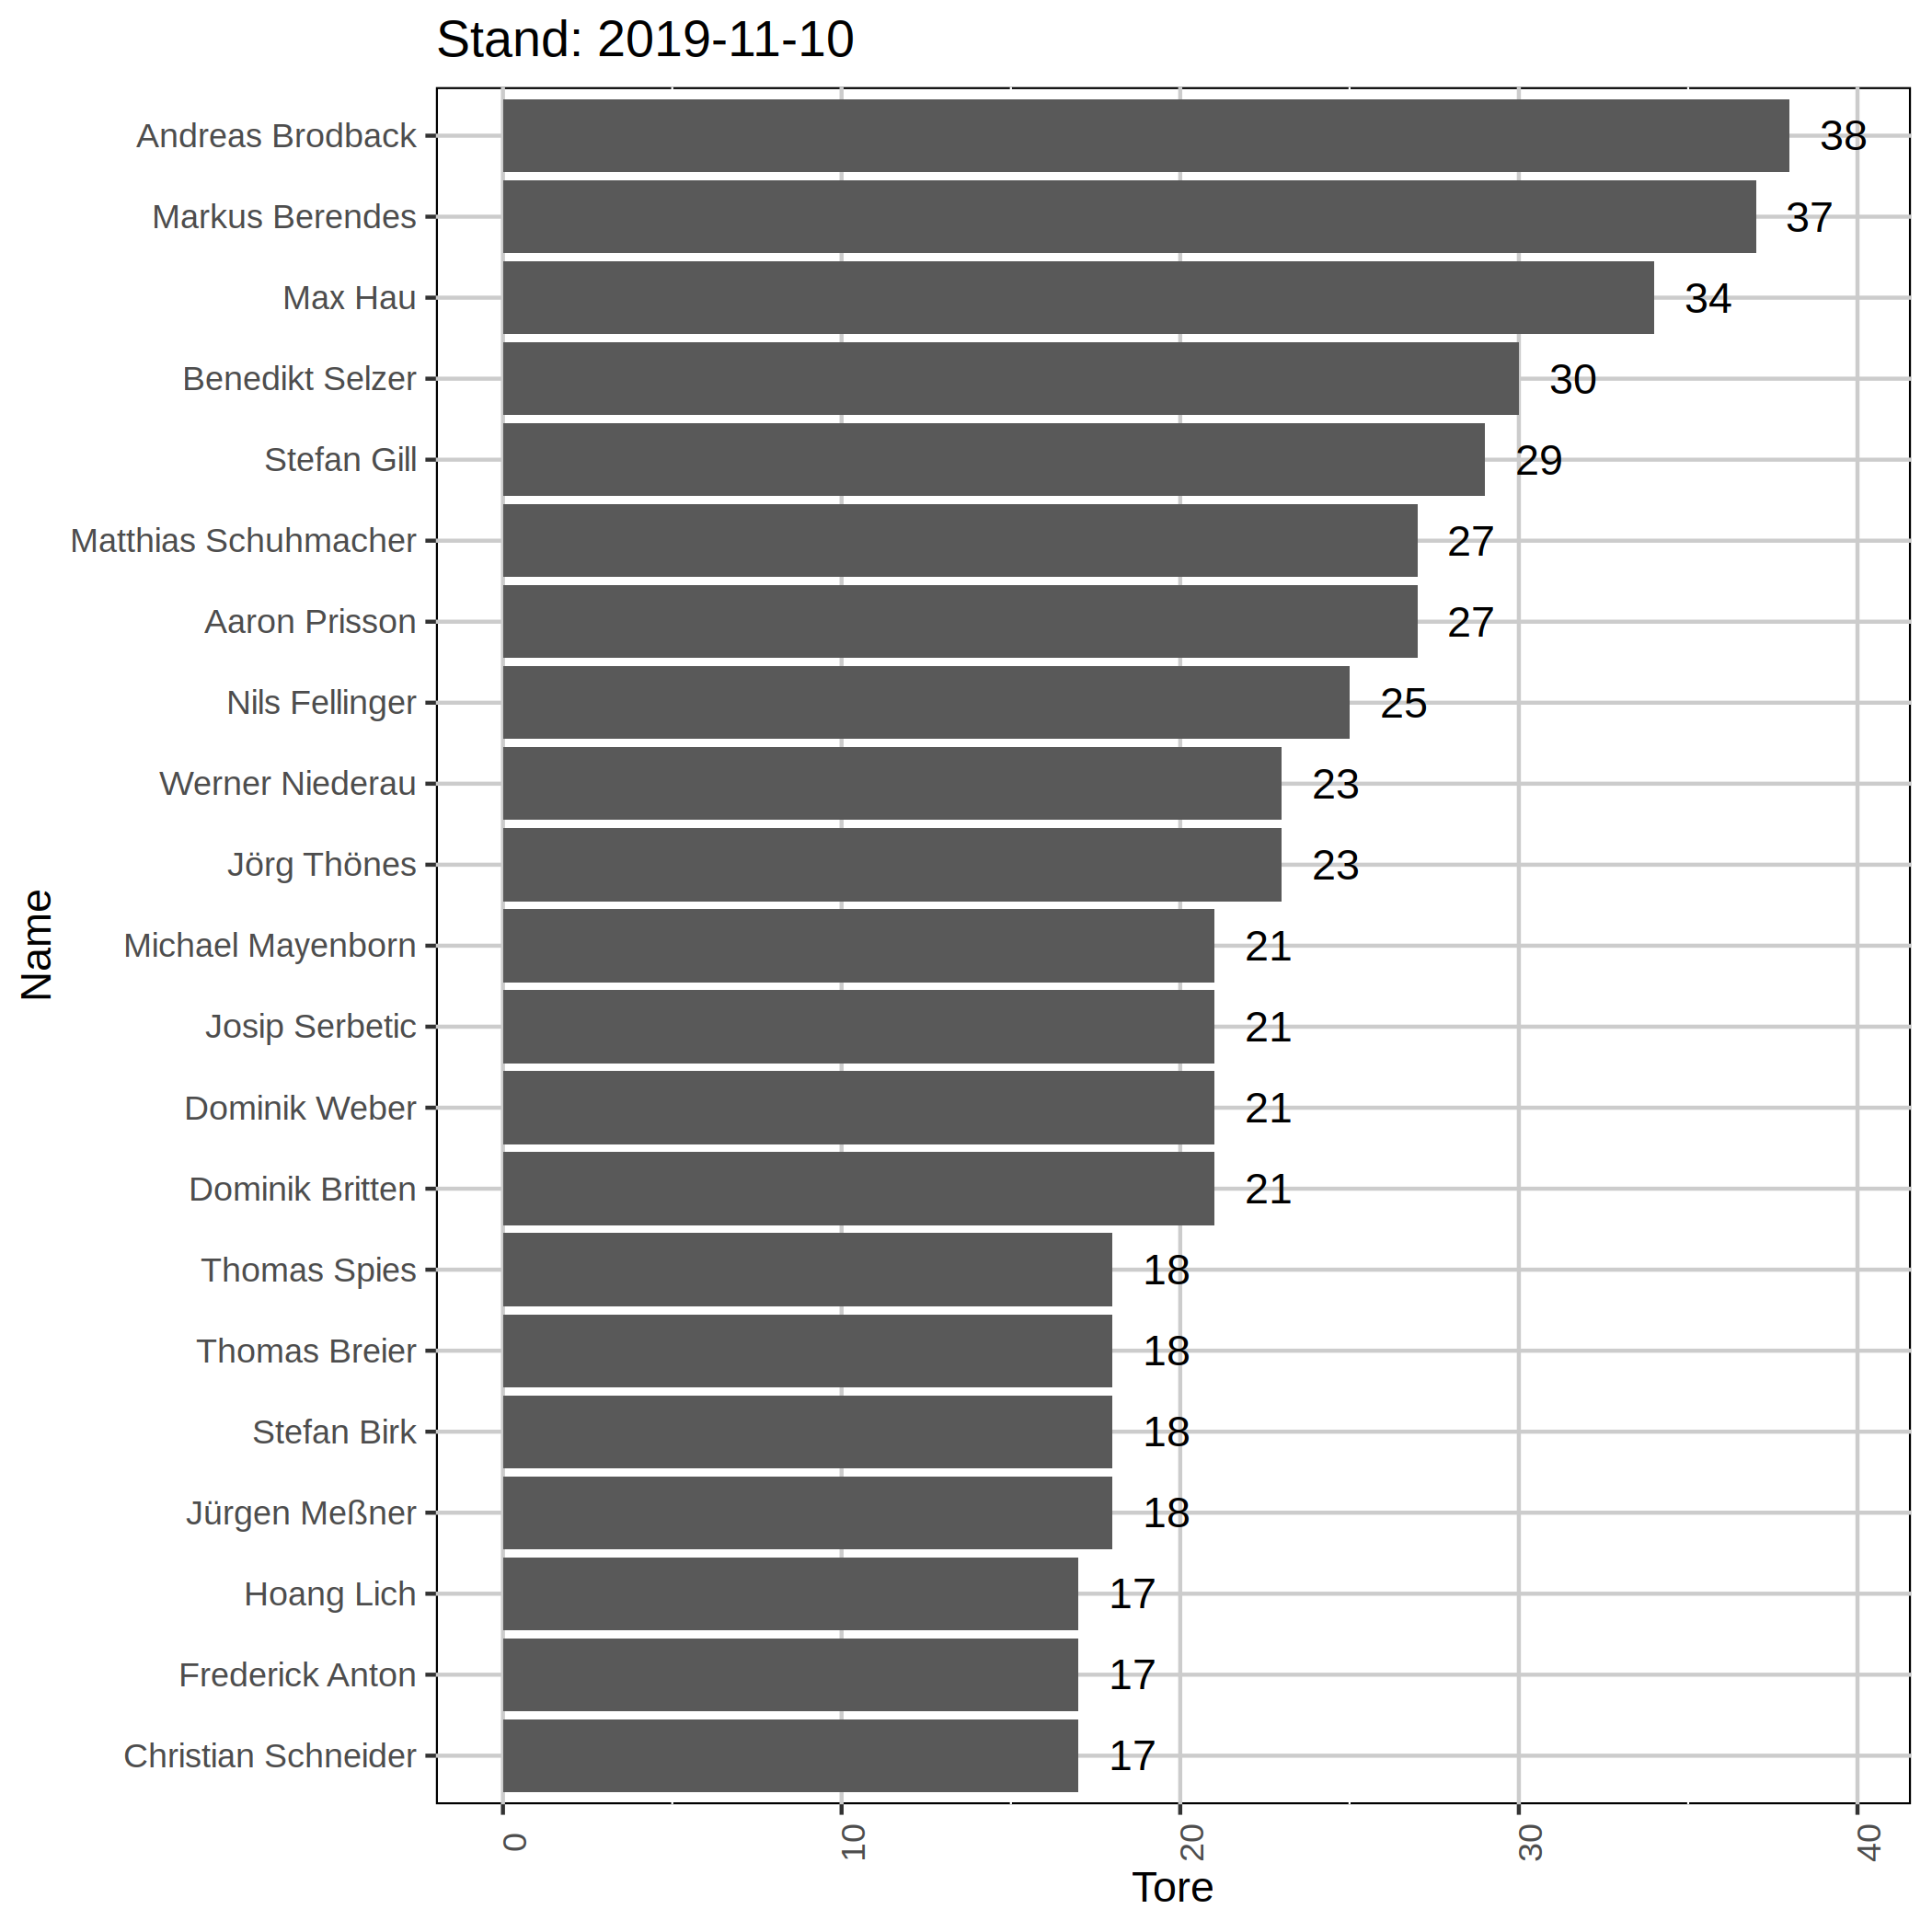 Stand: 2019-11-10
Andreas Brodback 38
Markus Berendes 37
Max Hau 34
Benedikt Selzer 30
Stefan Gill 29
Matthias Schuhmacher 27
Aaron Prisson 27
Nils Fellinger 25
Werner Niederau 23
Jörg Thönes 23
Michael Mayenborn 21
Josip Serbetic 21
Dominik Weber 21
Dominik Britten 21
Thomas Spies 18
Thomas Breier 18
Stefan Birk 18
Jürgen Meßner 18
Hoang Lich 17
Frederick Anton 17
Christian Schneider 17
Name
0 10 20 30 40
Tore